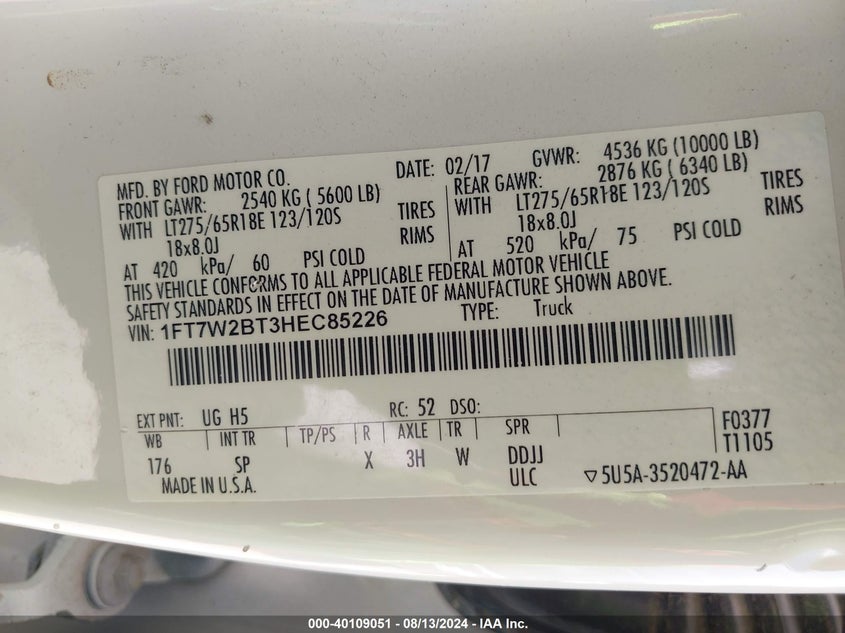 MFD. BY FORD MOTOR CO. DATE: 02/17 GVWR: 4536 KG (10000 LB)
FRONT GAWR: 2540 KG ( 5600 LB) REAR GAWR: 2876 KG ( 6340 LB)
WITH LT275/65R18E 123/120S TIRES WITH LT275/65R18E 123/120S TIRES
18x8.0J RIMS 18x8.0J RIMS
AT 420 kPa/ 60 PSI COLD AT 520 kPa/ 75 PSI COLD
THIS VEHICLE CONFORMS TO ALL APPLICABLE FEDERAL MOTOR VEHICLE
SAFETY STANDARDS IN EFFECT ON THE DATE OF MANUFACTURE SHOWN ABOVE.
VIN: 1FT7W2BT3HEC85226 TYPE: Truck
EXT PNT: UG H5 RC: 52 DSO:
WB INT TR TP/PS R AXLE TR SPR F0377
176 SP X 3H W DDJJ T1105
MADE IN U.S.A. ULC ▽5U5A-3520472-AA
000-40109051 - 08/13/2024 - IAA Inc.